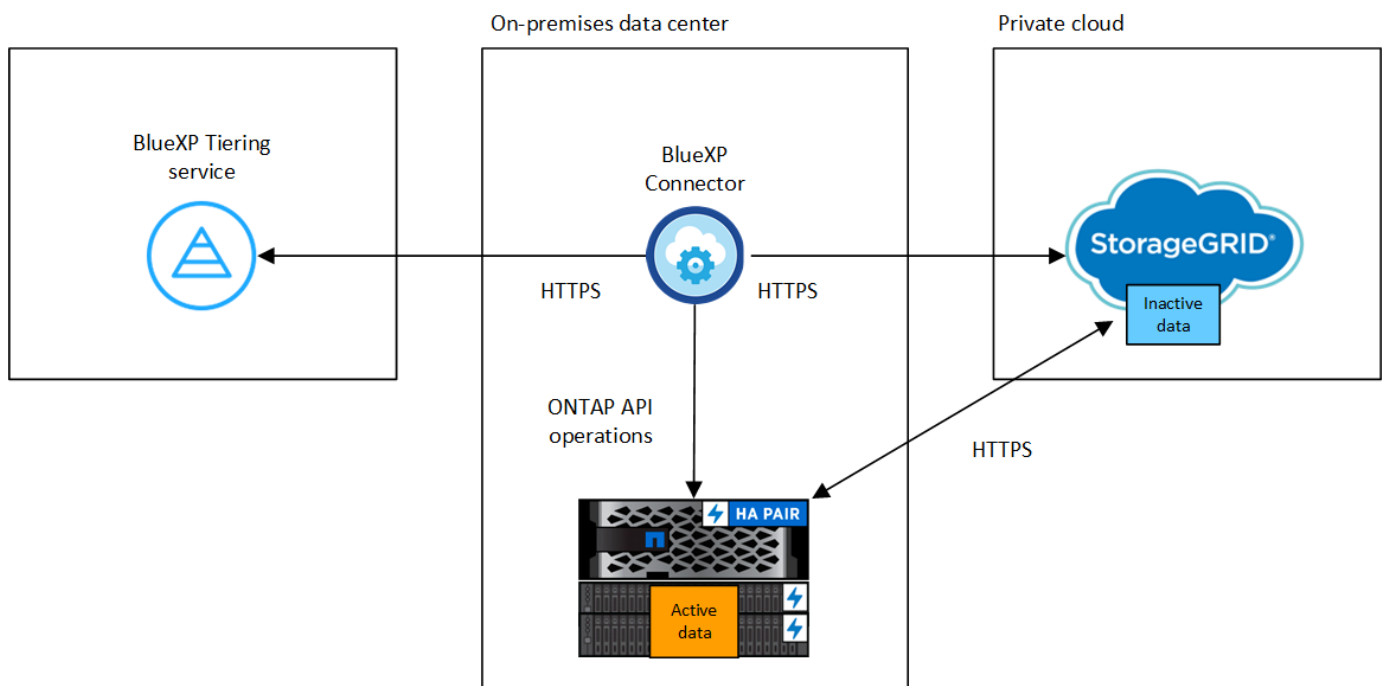 On-premises data center
Private cloud
BlueXP Tiering
service
BlueXP
Connector
StorageGRID®
Inactive
data
HTTPS
HTTPS
ONTAP API
operations
HTTPS
HA PAIR
Active
data